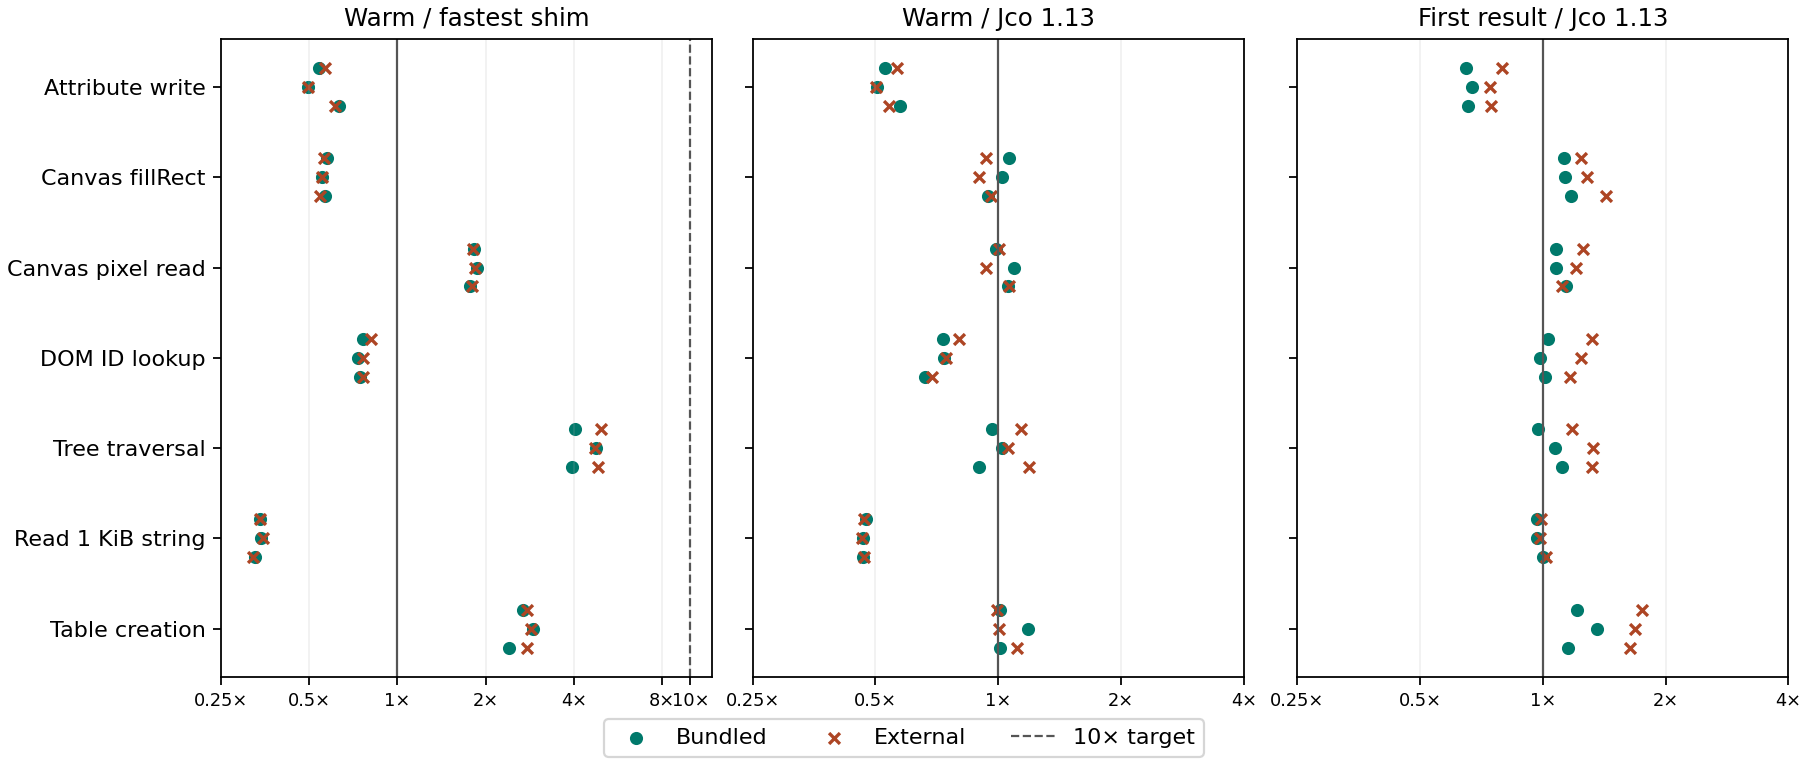 Warm / fastest shim
Warm / Jco 1.13
First result / Jco 1.13
Attribute write
Canvas fillRect
Canvas pixel read
DOM ID lookup
Tree traversal
Read 1 KiB string
Table creation
0.25× 0.5× 1× 2× 4× 8× 10×
0.25× 0.5× 1× 2× 4×
0.25× 0.5× 1× 2× 4×
Bundled External 10× target